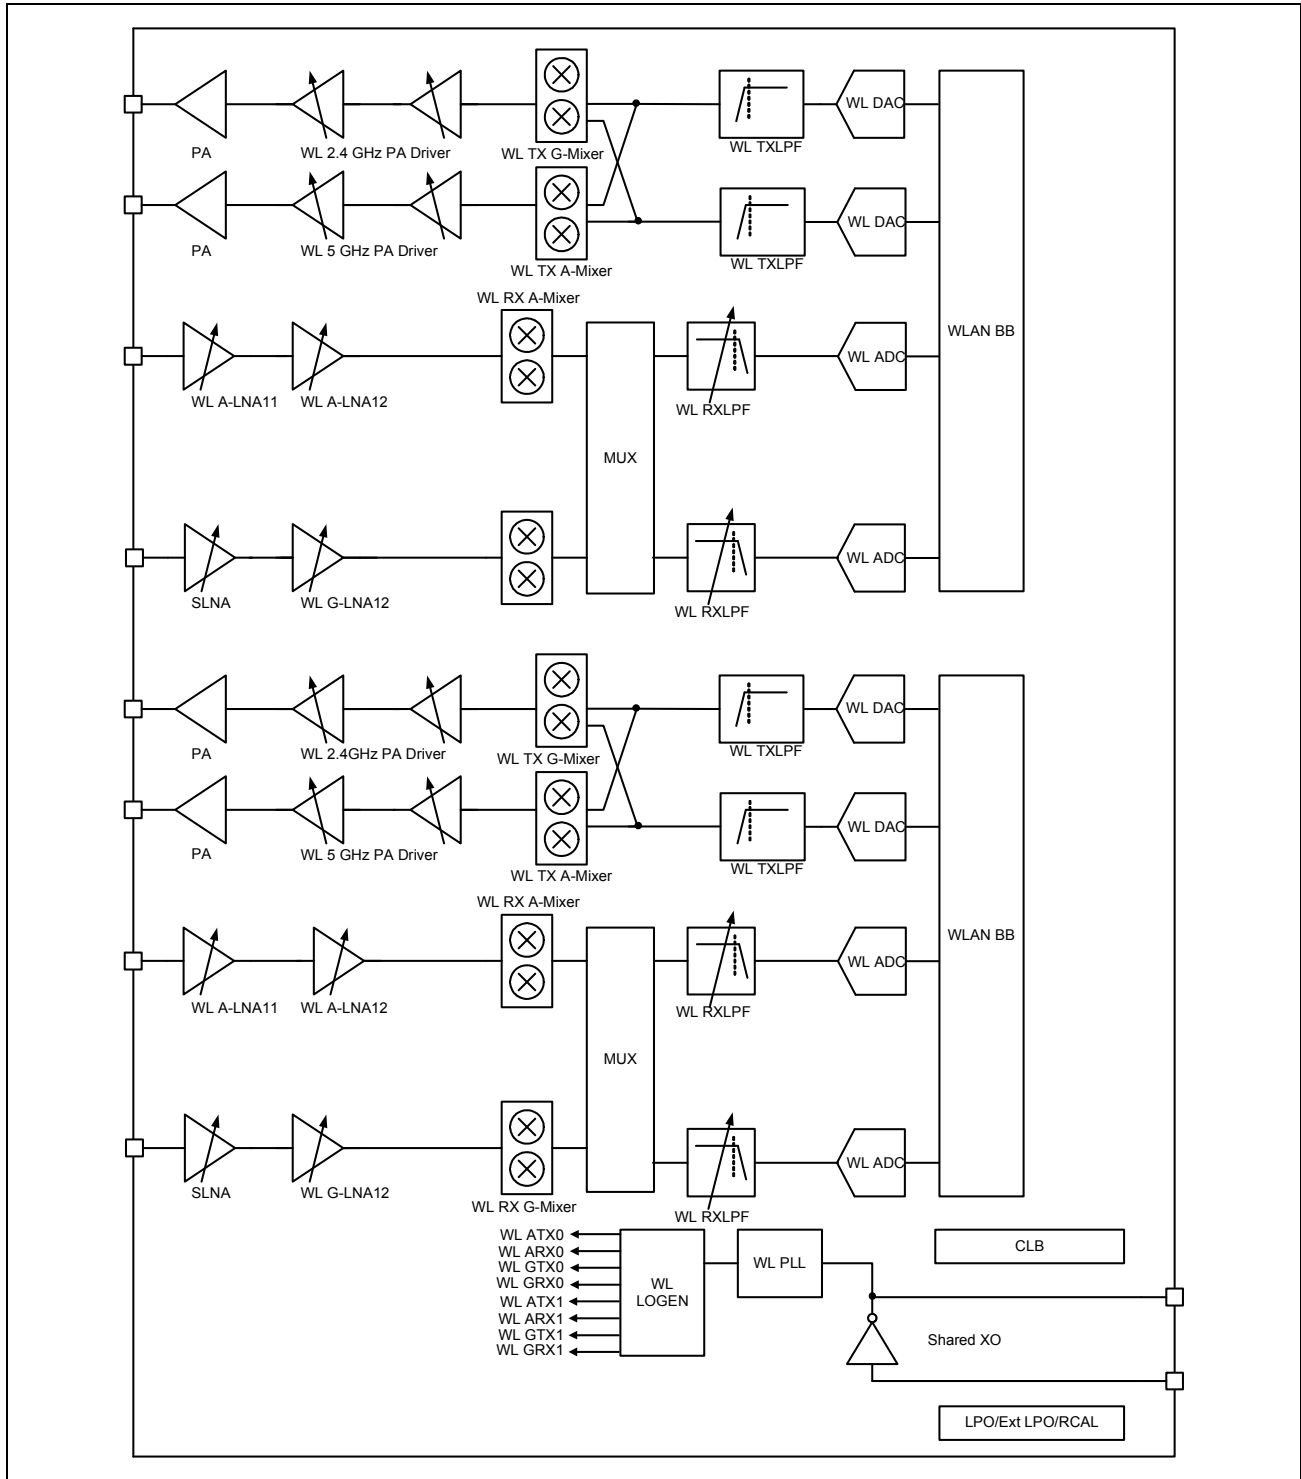 WL DAC
PA
WL 2.4 GHz PA Driver
WL TX G-Mixer
WL TXLPF
WL DAC
PA
WL 5 GHz PA Driver
WL TX A-Mixer
WL TXLPF
WL RX A-Mixer
WLAN BB
WL ADC
WL A-LNA11
WL A-LNA12
WL RXLPF
MUX
WL ADC
SLNA
WL G-LNA12
WL RXLPF
WL DAC
PA
WL 2.4GHz PA Driver
WL TX G-Mixer
WL TXLPF
WL DAC
PA
WL 5 GHz PA Driver
WL TX A-Mixer
WL TXLPF
WL RX A-Mixer
WLAN BB
WL ADC
WL A-LNA11
WL A-LNA12
WL RXLPF
MUX
WL ADC
SLNA
WL G-LNA12
WL RX G-Mixer
WL RXLPF
WL ATX0
WL ARX0
WL GTX0
WL GRX0
WL ATX1
WL ARX1
WL GTX1
WL GRX1
WL
LOGEN
WL PLL
CLB
Shared XO
LPO/Ext LPO/RCAL